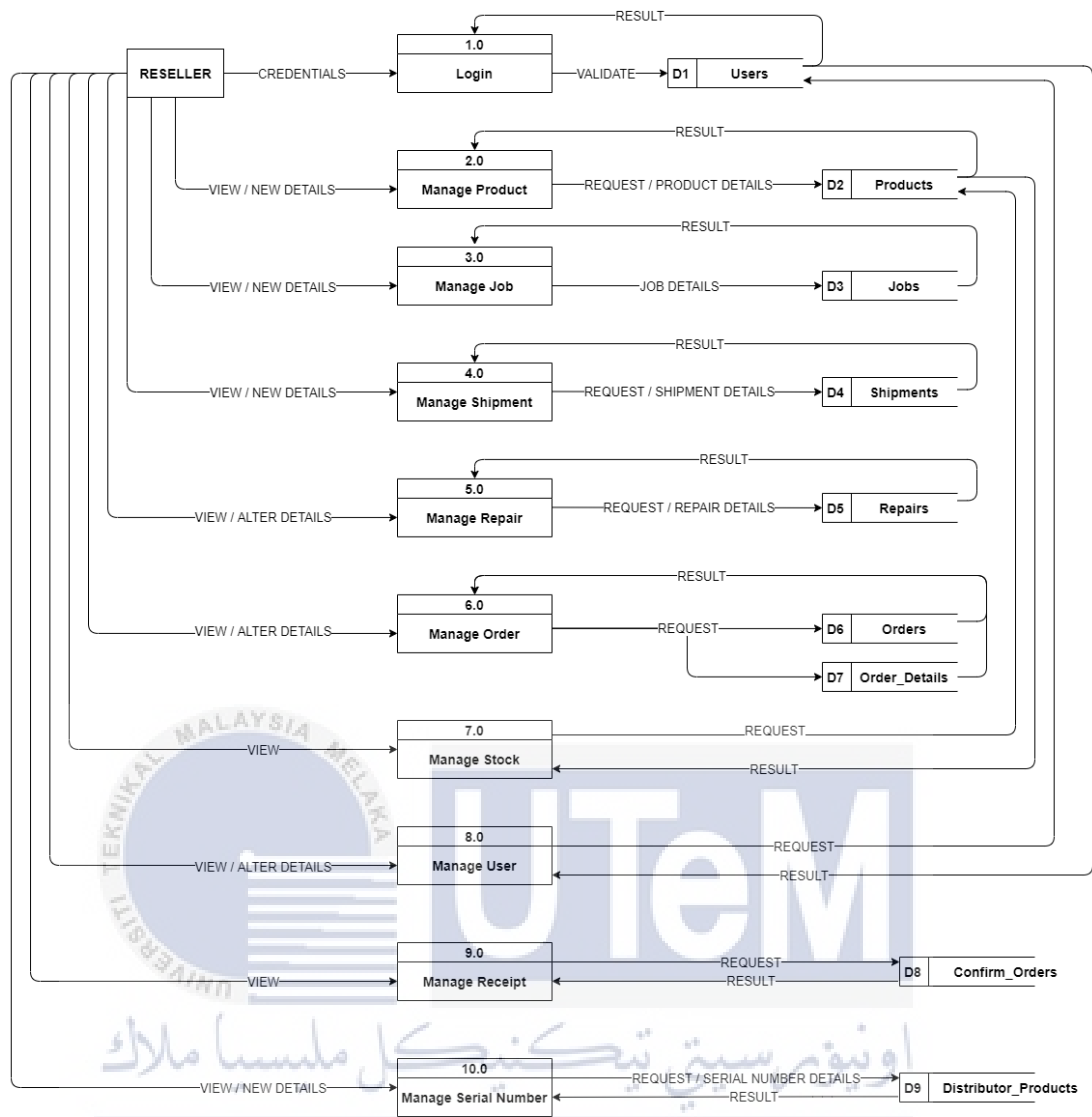 RESULT
1.0
RESELLER
CREDENTIALS
Login
VALIDATE
D1
Users
RESULT
2.0
VIEW / NEW DETAILS
Manage Product
REQUEST / PRODUCT DETAILS
D2
Products
RESULT
3.0
VIEW / NEW DETAILS
Manage Job
JOB DETAILS
D3
Jobs
RESULT
4.0
VIEW / NEW DETAILS
Manage Shipment
REQUEST / SHIPMENT DETAILS
D4
Shipments
RESULT
5.0
VIEW / ALTER DETAILS
Manage Repair
REQUEST / REPAIR DETAILS
D5
Repairs
RESULT
6.0
VIEW / ALTER DETAILS
Manage Order
REQUEST
D6
Orders
D7
Order_Details
7.0
VIEW
Manage Stock
REQUEST
RESULT
8.0
VIEW / ALTER DETAILS
Manage User
REQUEST
RESULT
9.0
VIEW
Manage Receipt
REQUEST
RESULT
D8
Confirm_Orders
10.0
VIEW / NEW DETAILS
Manage Serial Number
REQUEST / SERIAL NUMBER DETAILS
RESULT
D9
Distributor_Products
UNIVERSITI TEKNIKAL MALAYSIA MELAKA
UTeM
اونيۏرسيتي تيكنيكل مليسيا ملاك